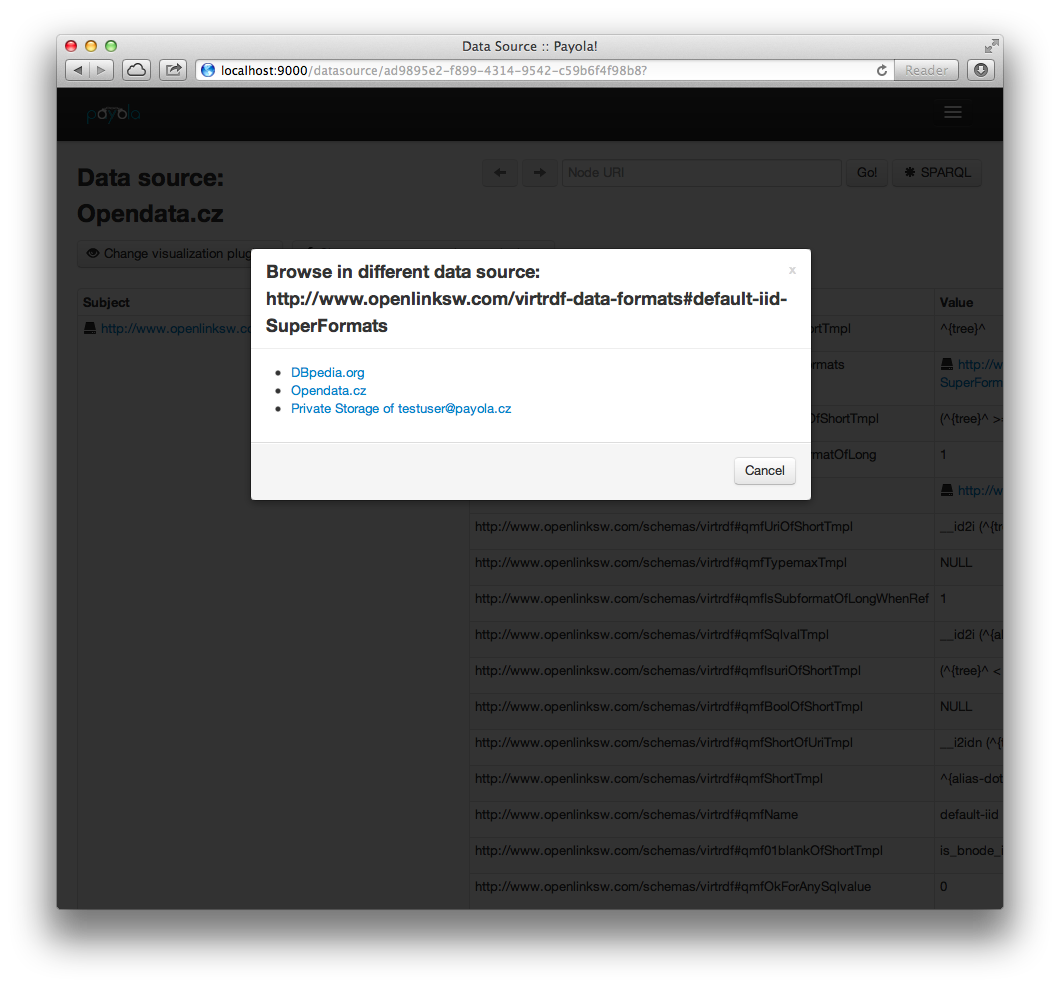 Data Source :: Payola!
localhost:9000/datasource/ad9895e2-f899-4314-9542-c59b6f4f98b8?
Reader
payola
Data source:
Opendata.cz
Node URI
Go!
SPARQL
Change visualization plug
Browse in different data source:
http://www.openlinksw.com/virtrdf-data-formats#default-iid-
SuperFormats
x
DBpedia.org
Opendata.cz
Private Storage of testuser@payola.cz
Cancel
Subject
Value
http://www.openlinksw.co
ortTmpl
^{tree}^
rmats
http://w
SuperForm
OfShortTmpl
(^{tree}^ >
rmatOfLong
1
http://w
http://www.openlinksw.com/schemas/virtrdf#qmfUriOfShortTmpl
__id2i (^{tr
http://www.openlinksw.com/schemas/virtrdf#qmfTypemaxTmpl
NULL
http://www.openlinksw.com/schemas/virtrdf#qmfIsSubformatOfLongWhenRef
1
http://www.openlinksw.com/schemas/virtrdf#qmfSqlvalTmpl
__id2i (^{al
http://www.openlinksw.com/schemas/virtrdf#qmfIsuriOfShortTmpl
(^{tree}^ <
http://www.openlinksw.com/schemas/virtrdf#qmfBoolOfShortTmpl
NULL
http://www.openlinksw.com/schemas/virtrdf#qmfShortOfUriTmpl
__i2idn (^{t
http://www.openlinksw.com/schemas/virtrdf#qmfShortTmpl
^{alias-dot
http://www.openlinksw.com/schemas/virtrdf#qmfName
default-iid
http://www.openlinksw.com/schemas/virtrdf#qmf01blankOfShortTmpl
is_bnode_i
http://www.openlinksw.com/schemas/virtrdf#qmfOkForAnySqlvalue
0